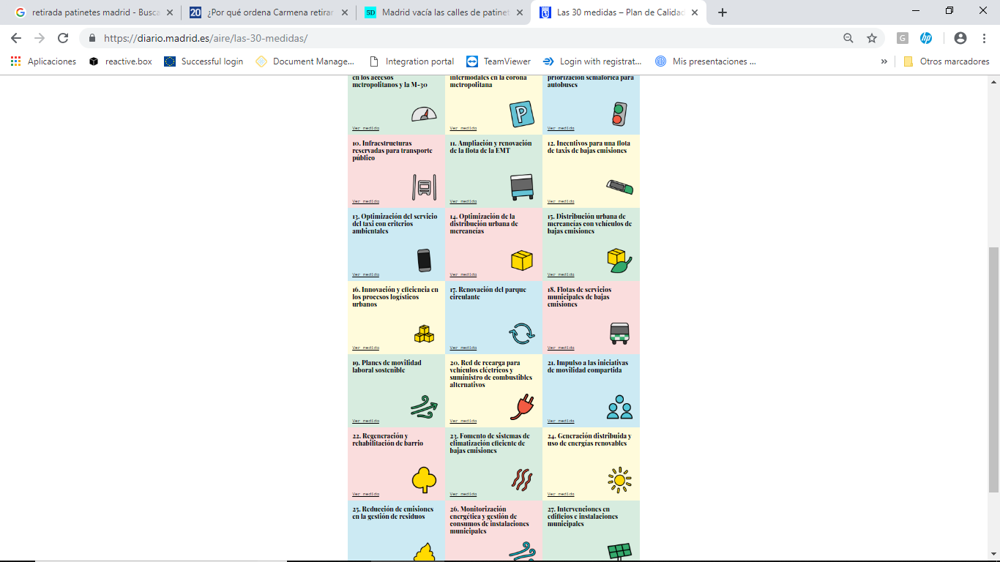 retirada patinetes madrid - Busca
20 ¿Por qué ordena Carmena retirar
5D Madrid vacía las calles de patinet
Las 30 medidas – Plan de Calidad
https://diario.madrid.es/aire/las-30-medidas/
G
hp
Aplicaciones
reactive.box
Successful login
Document Manage...
Integration portal
TeamViewer
Login with registrat...
Mis presentaciones ...
»
Otros marcadores
en los accesos
metropolitanos y la M-30
Ver medida
intermodales en la corona
metropolitana
P
Ver medida
priorización semafórica para
autobuses
Ver medida
10. Infraestructuras
reservadas para transporte
público
Ver medida
11. Ampliación y renovación
de la flota de la EMT
Ver medida
12. Incentivos para una flota
de taxis de bajas emisiones
Ver medida
13. Optimización del servicio
del taxi con criterios
ambientales
Ver medida
14. Optimización de la
distribución urbana de
mercancías
Ver medida
15. Distribución urbana de
mercancías con vehículos de
bajas emisiones
Ver medida
16. Innovación y eficiencia en
los procesos logísticos
urbanos
Ver medida
17. Renovación del parque
circulante
Ver medida
18. Flotas de servicios
municipales de bajas
emisiones
Ver medida
19. Planes de movilidad
laboral sostenible
Ver medida
20. Red de recarga para
vehículos eléctricos y
suministro de combustibles
alternativos
Ver medida
21. Impulso a las iniciativas
de movilidad compartida
Ver medida
22. Regeneración y
rehabilitación de barrio
Ver medida
23. Fomento de sistemas de
climatización eficiente de
bajas emisiones
Ver medida
24. Generación distribuida y
uso de energías renovables
Ver medida
25. Reducción de emisiones
en la gestión de residuos
26. Monitorización
energética y gestión de
consumos de instalaciones
municipales
27. Intervenciones en
edificios e instalaciones
municipales